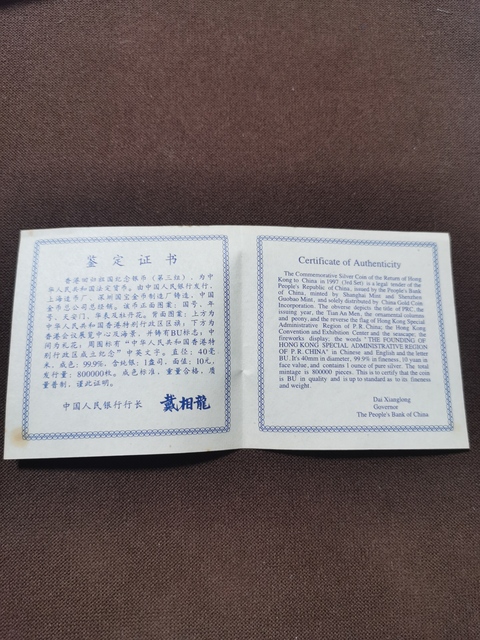 鉴定证书
香港回归祖国纪念银币（第三组），为中
华人民共和国法定货币。由中国人民银行发行，
上海造币厂、深圳国宝金币制造厂铸造，中国
金币总公司总经销。该币正面图案：国号、年
号、天安门、华表及牡丹花。背面图案：上方为
中华人民共和国香港特别行政区区旗；下方为
香港会议展览中心及海景，并铸有BU标志；中
间为礼花；周围标有“中华人民共和国香港特
别行政区成立纪念”中英文字。直径：40毫
米，成色：99.9%，含纯银：1盎司，面值：10元，
发行量：800000枚。成色标准，重量合格，质
量普制，谨此证明。
中国人民银行行长 戴相龍
Certificate of Authenticity
The Commemorative Silver Coin of the Return of Hong
Kong to China in 1997 (3rd Set) is a legal tender of the
People's Republic of China, issued by the People's Bank
of China, minted by Shanghai Mint and Shenzhen
Guobao Mint, and solely distributed by China Gold Coin
Incorporation. The obverse depicts the title of PRC, the
issuing year, the Tian An Men, the ornamental columns
and peony, and the reverse the flag of Hong Kong Special
Administrative Region of P.R.China; the Hong Kong
Convention and Exhibition Center and the seascape; the
fireworks display; the words "THE FOUNDING OF
HONG KONG SPECIAL ADMINISTRATIVE REGION
OF P.R. CHINA" in Chinese and English and the letter
BU. It's 40mm in diameter, 99.9% in fineness, 10 yuan in
face value, and contains 1 ounce of pure silver. The total
mintage is 800000 pieces. This is to certify that the coin
is BU in quality and is up to standard as to its fineness
and weight.
Dai Xianglong
Governor
The People's Bank of China